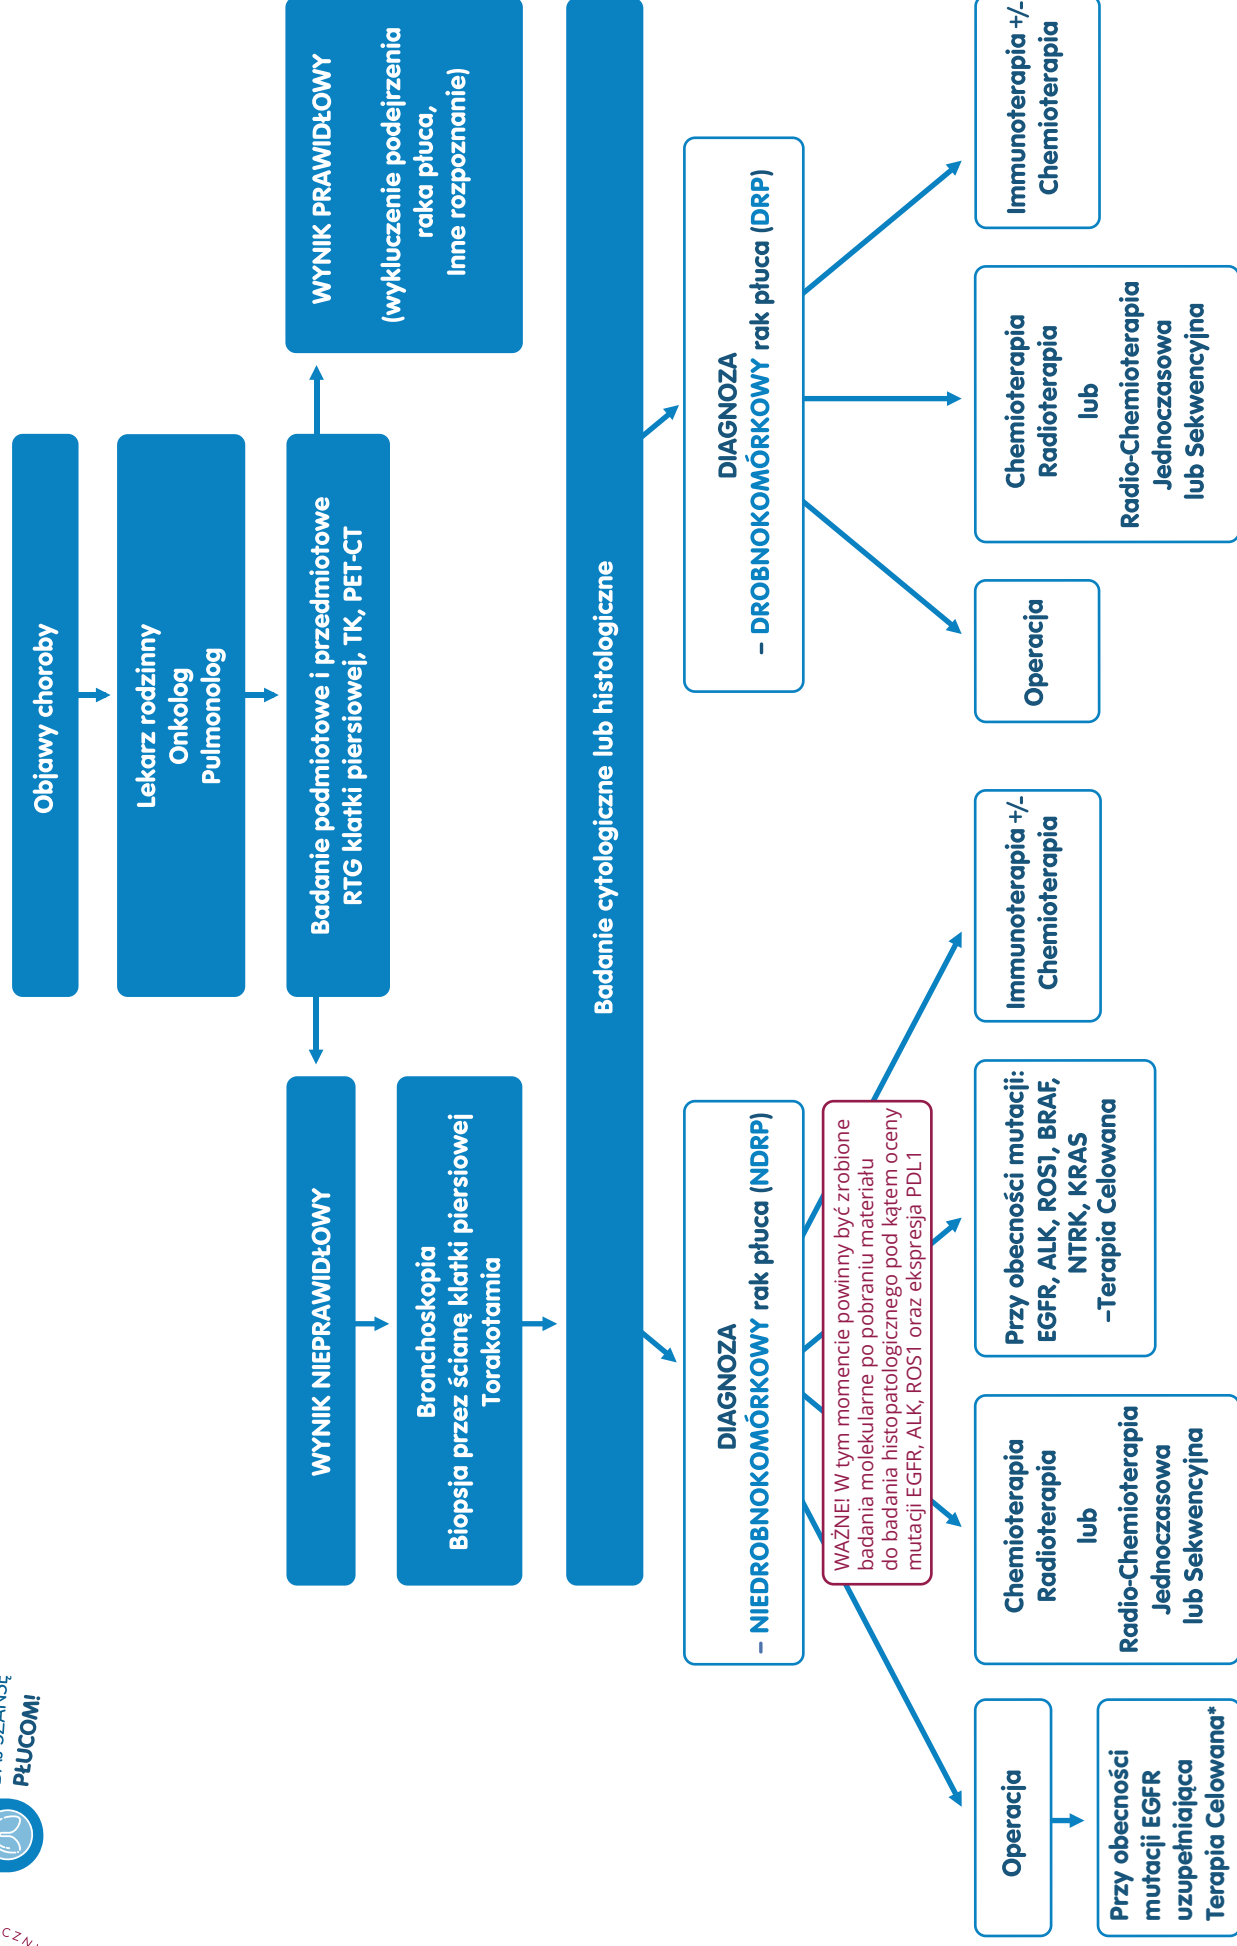 PŁUCOM!
Objawy choroby
Lekarz rodzinny
Onkolog
Pulmonolog
Badanie podmiotowe i przedmiotowe
RTG klatki piersiowej, TK, PET-CT
WYNIK NIEPRAWIDŁOWY
WYNIK PRAWIDŁOWY
(wykluczenie podejrzenia
raka płuca,
Inne rozpoznanie)
Bronchoskopia
Biopsja przez ścianę klatki piersiowej
Torakotamia
Badanie cytologiczne lub histologiczne
DIAGNOZA
– NIEDROBNOKOMÓRKOWY rak płuca (NDRP)
DIAGNOZA
– DROBNOKOMÓRKOWY rak płuca (DRP)
WAŻNE! W tym momencie powinny być zrobione
badania molekularne po pobraniu materiału
do badania histopatologicznego pod kątem oceny
mutacji EGFR, ALK, ROS1 oraz ekspresja PDL1
Operacja
Przy obecności
mutacji EGFR
uzupełniająca
Terapia Celowana*
Chemioterapia
Radioterapia
lub
Radio-Chemioterapia
Jednoczasowa
lub Sekwencyjna
Przy obecności mutacji:
EGFR, ALK, ROS1, BRAF,
NTRK, KRAS
–Terapia Celowana
Immunoterapia +/-
Chemioterapia
Operacja
Chemioterapia
Radioterapia
lub
Radio-Chemioterapia
Jednoczasowa
lub Sekwencyjna
Immunoterapia +/-
Chemioterapia